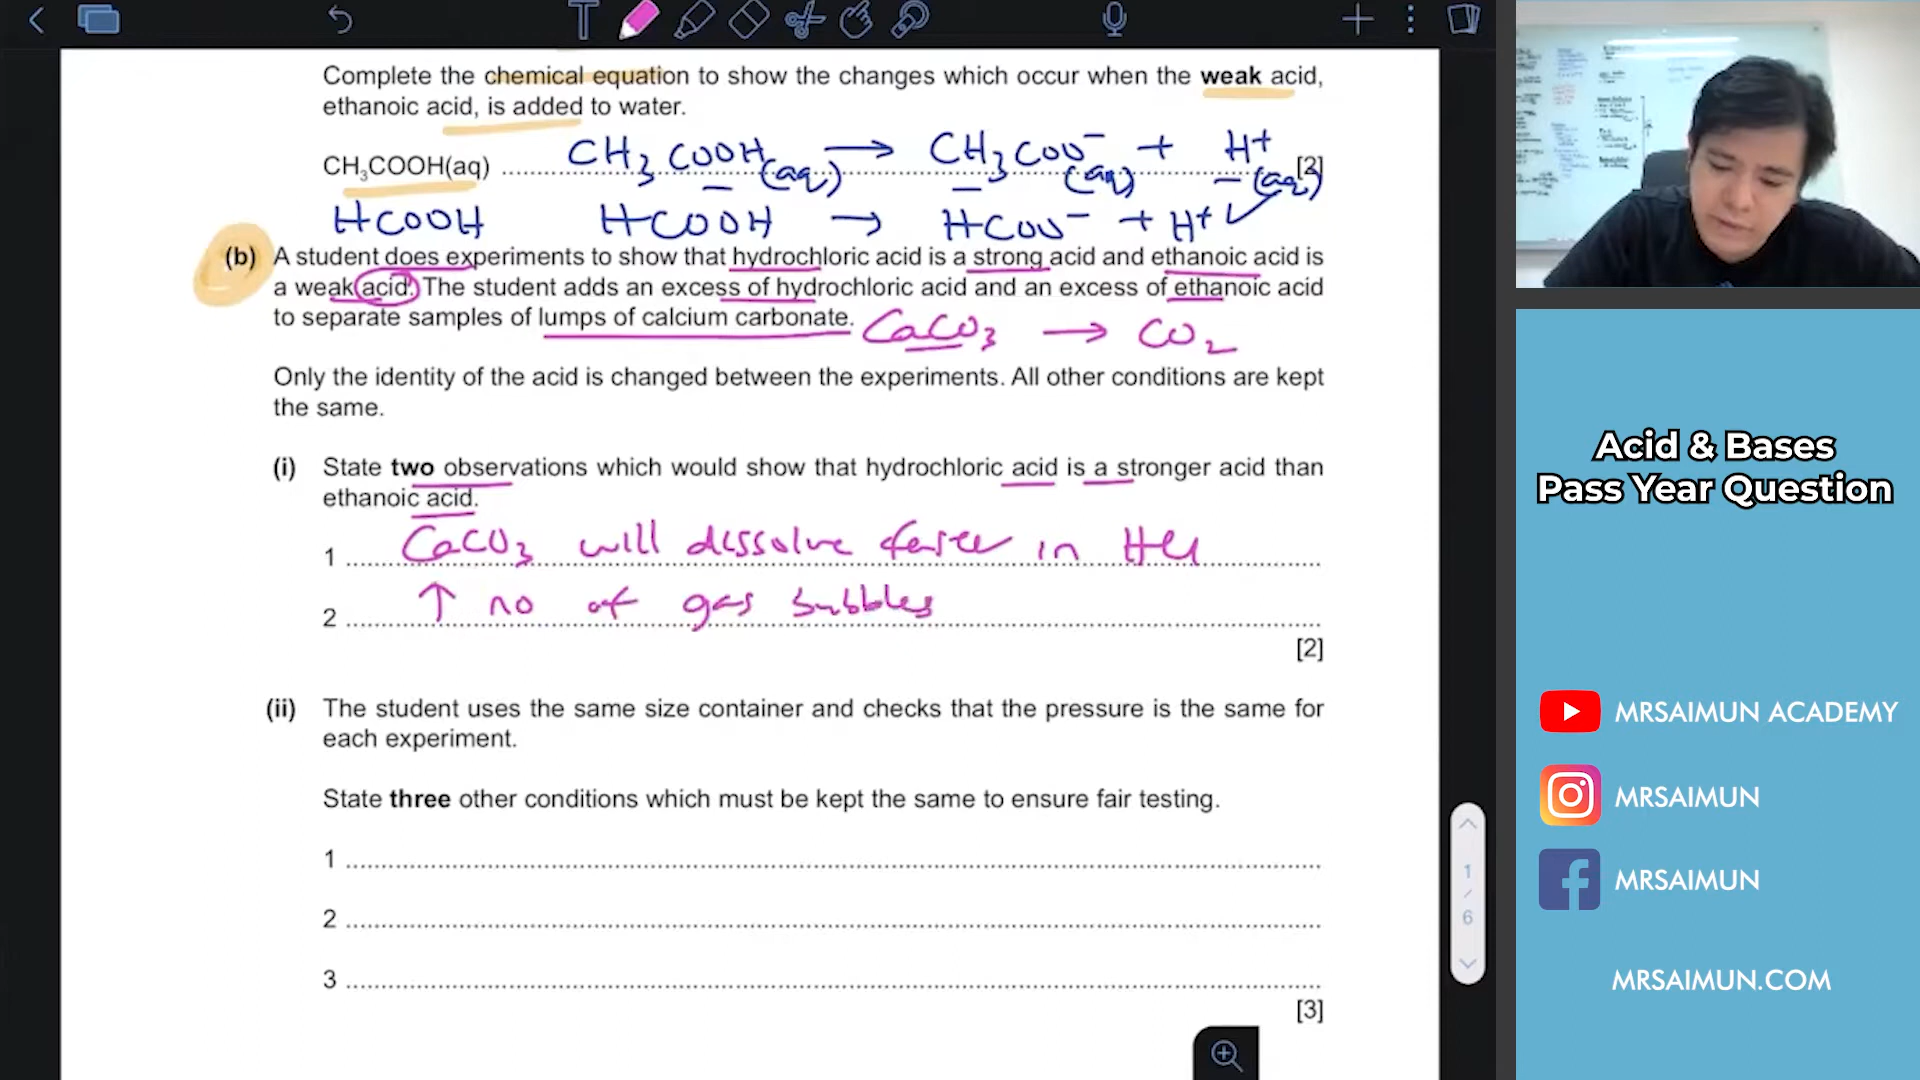 Complete the chemical equation to show the changes which occur when the weak acid,
ethanoic acid, is added to water.
CH3COOH(aq) CH3COOH(aq) → CH3COO⁻(aq) + H⁺(aq) [2]
HCOOH HCOOH → HCOO⁻ + H⁺
(b) A student does experiments to show that hydrochloric acid is a strong acid and ethanoic acid is
a weak acid. The student adds an excess of hydrochloric acid and an excess of ethanoic acid
to separate samples of lumps of calcium carbonate. CaCO3 → CO2
Only the identity of the acid is changed between the experiments. All other conditions are kept
the same.
(i) State two observations which would show that hydrochloric acid is a stronger acid than
ethanoic acid.
1 CaCO3 will dissolve faster in HCl
2 ↑ no of gas bubbles
[2]
(ii) The student uses the same size container and checks that the pressure is the same for
each experiment.
State three other conditions which must be kept the same to ensure fair testing.
1
2
3
[3]
1
/
6
Acid & Bases
Pass Year Question
MRSAIMUN ACADEMY
MRSAIMUN
MRSAIMUN
MRSAIMUN.COM